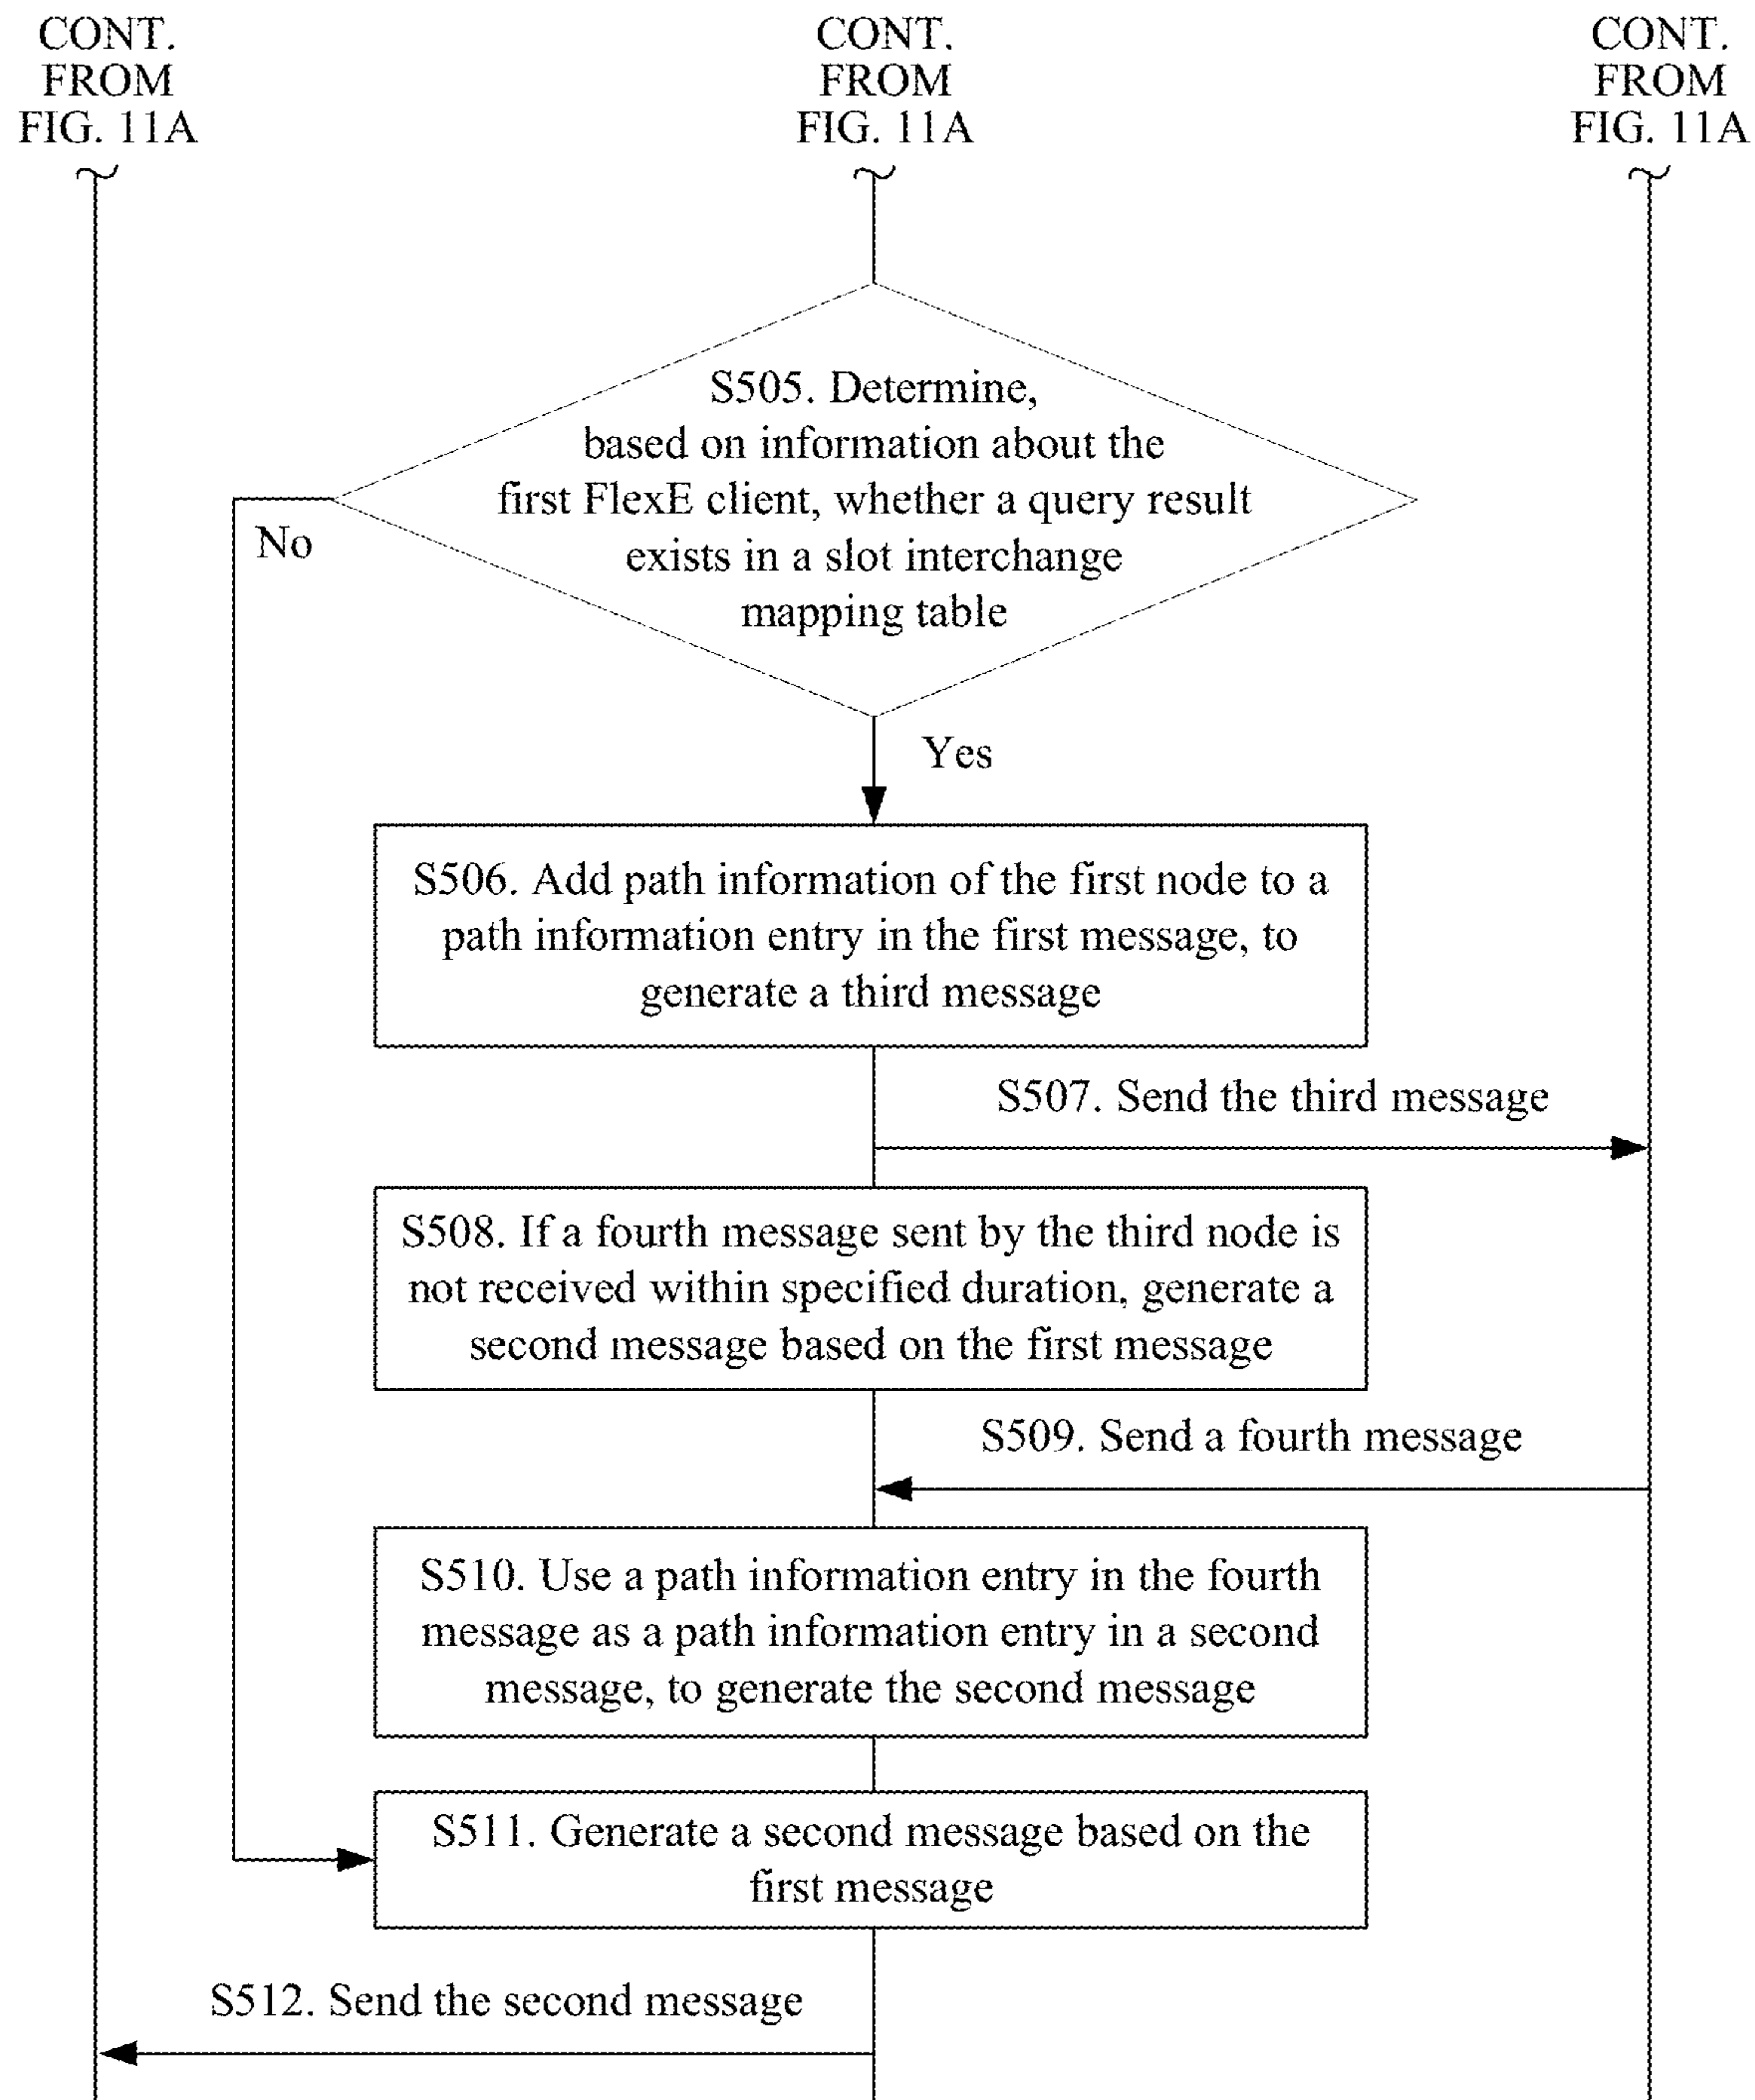 CONT.
FROM
FIG. 11A
CONT.
FROM
FIG. 11A
CONT.
FROM
FIG. 11A
S505. Determine,
based on information about the
first FlexE client, whether a query result
exists in a slot interchange
mapping table
No
Yes
S506. Add path information of the first node to a
path information entry in the first message, to
generate a third message
S507. Send the third message
S508. If a fourth message sent by the third node is
not received within specified duration, generate a
second message based on the first message
S509. Send a fourth message
S510. Use a path information entry in the fourth
message as a path information entry in a second
message, to generate the second message
S511. Generate a second message based on the
first message
S512. Send the second message